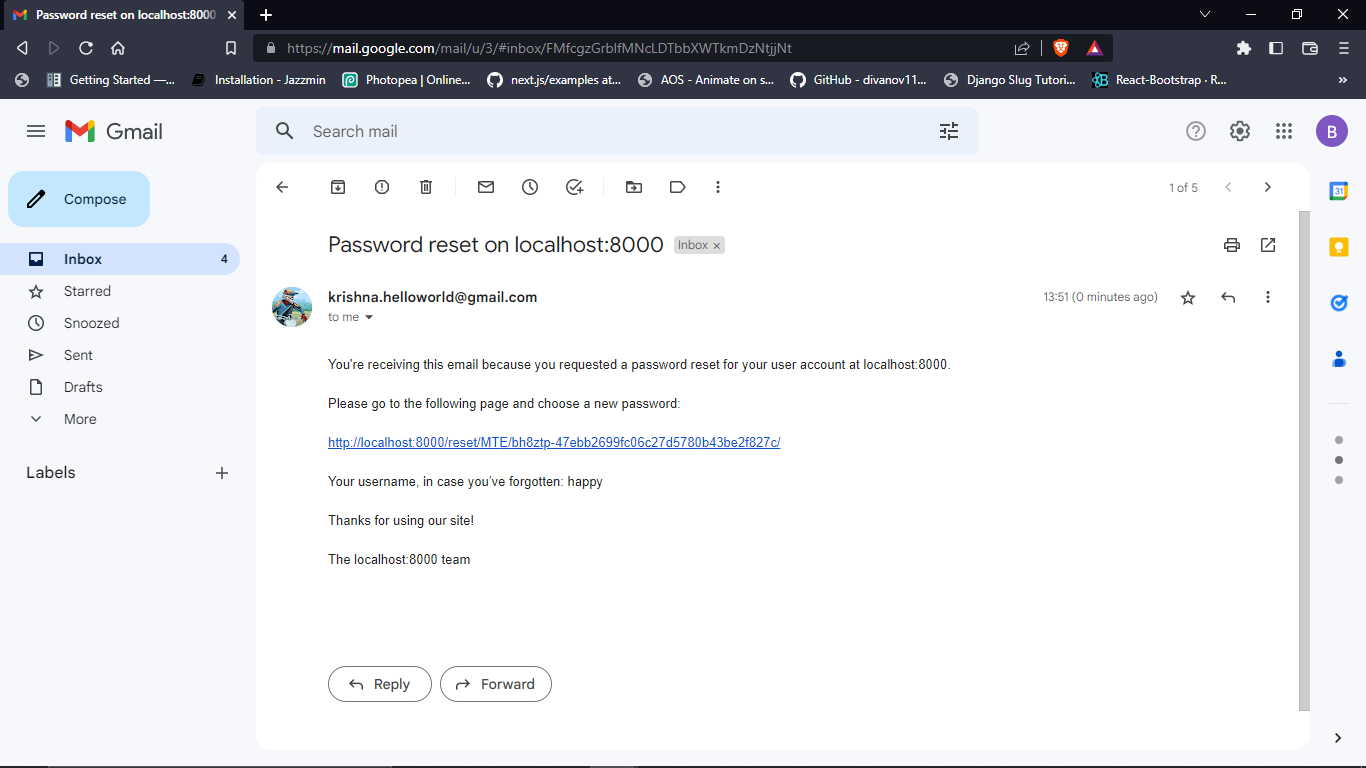 Password reset on localhost:8000
https://mail.google.com/mail/u/3/#inbox/FMfcgzGrblfMNcLDTbbXWTkmDzNtjjNt
Getting Started —... Installation - Jazzmin Photopea | Online... next.js/examples at... AOS - Animate on s... GitHub - divanov11... Django Slug Tutori... React-Bootstrap · R... »
Gmail
Search mail
B
Compose
1 of 5
31
Inbox 4
Starred
Snoozed
Sent
Drafts
More
Labels
Password reset on localhost:8000 Inbox ×
krishna.helloworld@gmail.com 13:51 (0 minutes ago)
to me
You're receiving this email because you requested a password reset for your user account at localhost:8000.
Please go to the following page and choose a new password:
http://localhost:8000/reset/MTE/bh8ztp-47ebb2699fc06c27d5780b43be2f827c/
Your username, in case you’ve forgotten: happy
Thanks for using our site!
The localhost:8000 team
Reply Forward